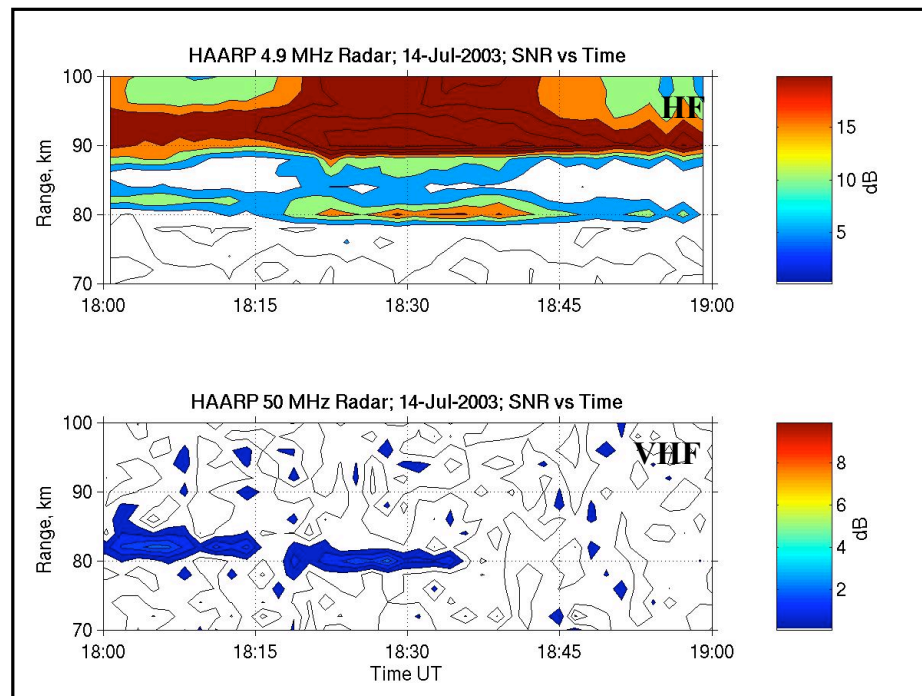 HAARP 4.9 MHz Radar; 14-Jul-2003; SNR vs Time
100
90
80
70
Range, km
18:00 18:15 18:30 18:45 19:00
HF
15
10
5
dB
HAARP 50 MHz Radar; 14-Jul-2003; SNR vs Time
100
90
80
70
Range, km
18:00 18:15 18:30 18:45 19:00
Time UT
VHF
8
6
4
2
dB